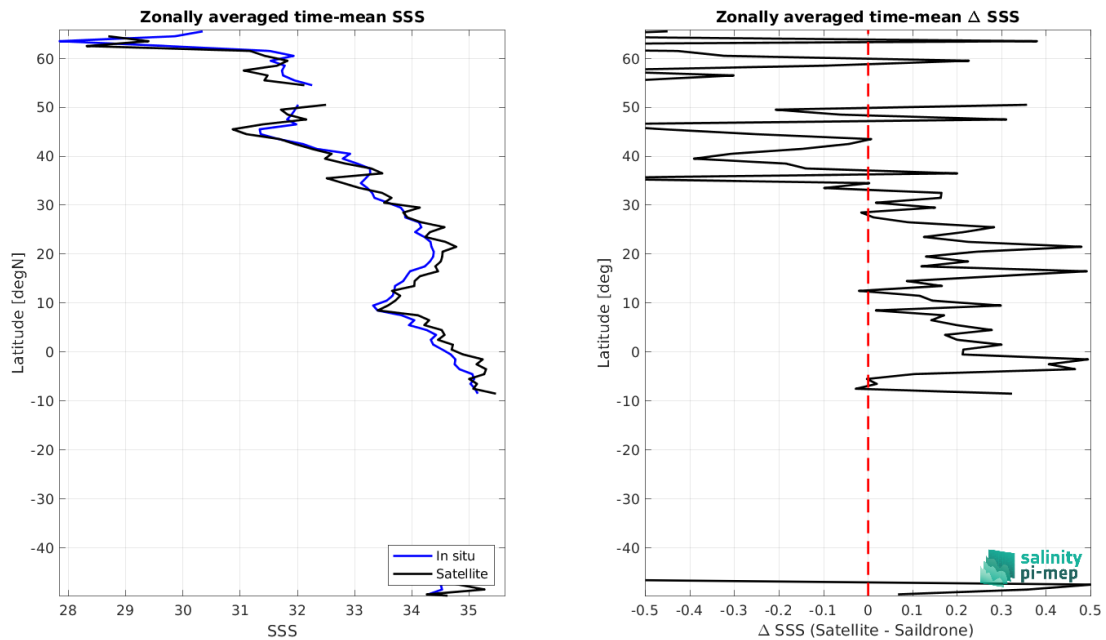 Zonally averaged time-mean SSS
60
50
40
30
20
10
0
-10
-20
-30
-40
Latitude [degN]
In situ
Satellite
28 29 30 31 32 33 34 35
SSS
Zonally averaged time-mean Δ SSS
60
50
40
30
20
10
0
-10
-20
-30
-40
Latitude [deg]
salinity
pi-mep
-0.5 -0.4 -0.3 -0.2 -0.1 0 0.1 0.2 0.3 0.4 0.5
Δ SSS (Satellite - Saildrone)